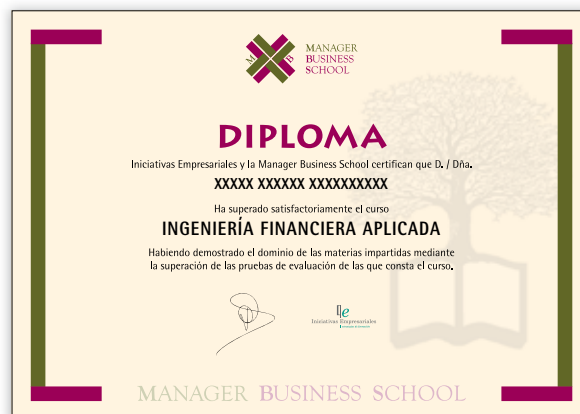 M B
MANAGER
BUSINESS
SCHOOL
DIPLOMA
Iniciativas Empresariales y la Manager Business School certifican que D. / Dña.
XXXXX XXXXXX XXXXXXXXXX
Ha superado satisfactoriamente el curso
INGENIERÍA FINANCIERA APLICADA
Habiendo demostrado el dominio de las materias impartidas mediante
la superación de las pruebas de evaluación de las que consta el curso.
Iniciativas Empresariales
MANAGER BUSINESS SCHOOL